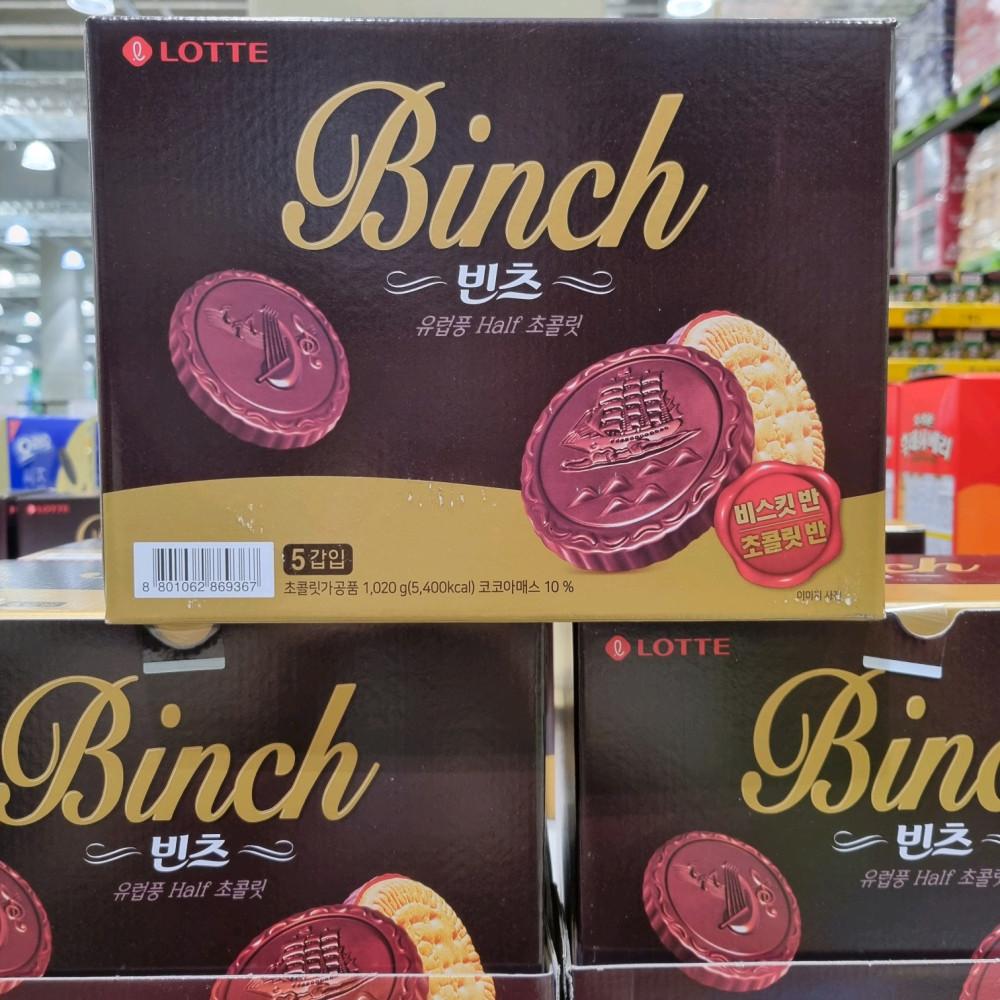 LOTTE
Binch
빈츠
유럽풍 Half 초콜릿
비스킷 반
초콜릿 반
5갑입
초콜릿가공품 1,020 g(5,400kcal) 코코아매스 10 %
8 801062 869367
이미지 사진
Binch
빈츠
유럽풍 Half 초콜릿
LOTTE
Binc
빈츠
유럽풍 Half 초콜릿
LOTTE